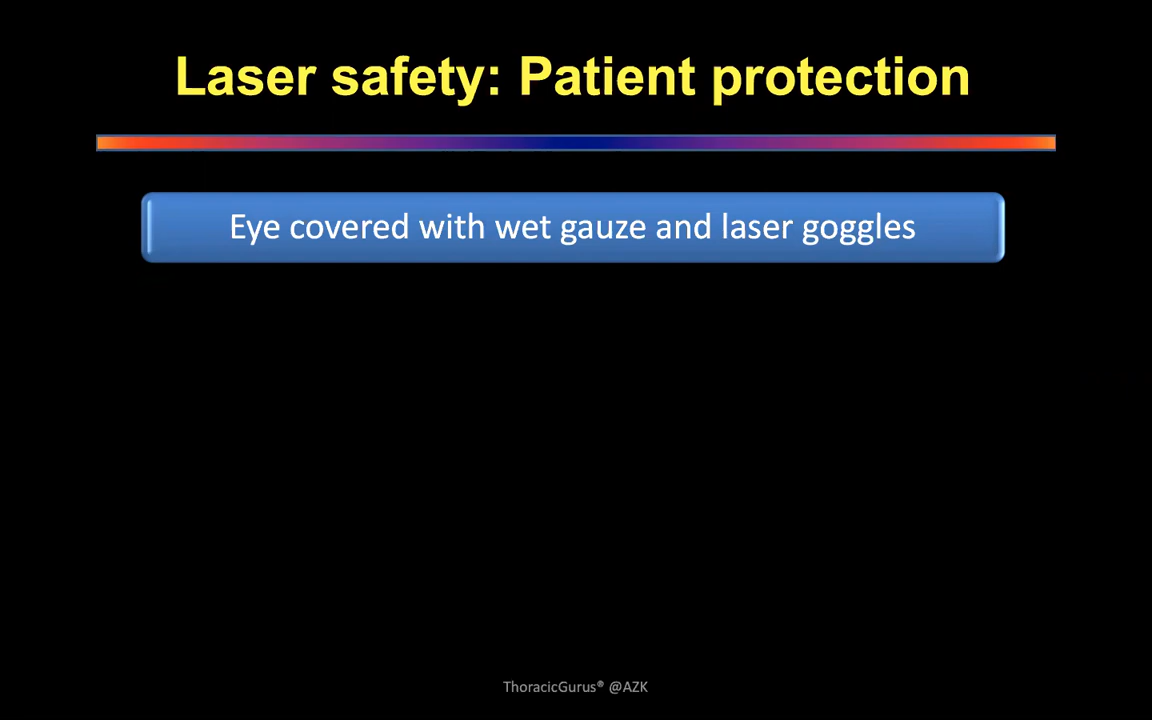 Laser safety: Patient protection
Eye covered with wet gauze and laser goggles
ThoracicGurus® @AZK